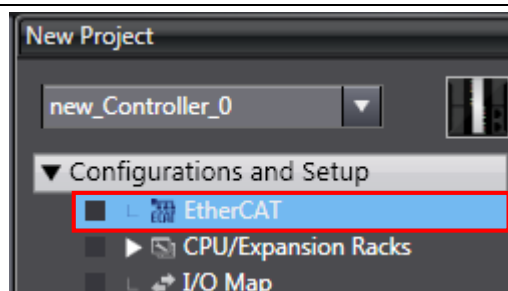 New Project
new_Controller_0
Configurations and Setup
EtherCAT
CPU/Expansion Racks
I/O Map